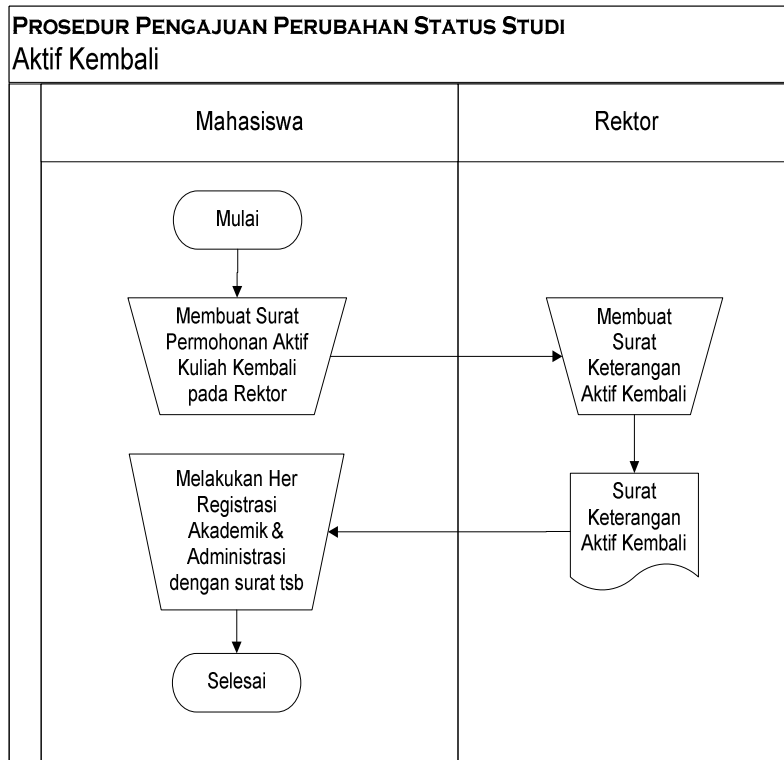 PROSEDUR PENGAJUAN PERUBAHAN STATUS STUDI
Aktif Kembali
Mahasiswa
Rektor
Mulai
Membuat Surat
Permohonan Aktif
Kuliah Kembali
pada Rektor
Membuat
Surat
Keterangan
Aktif Kembali
Surat
Keterangan
Aktif Kembali
Melakukan Her
Registrasi
Akademik &
Administrasi
dengan surat tsb
Selesai